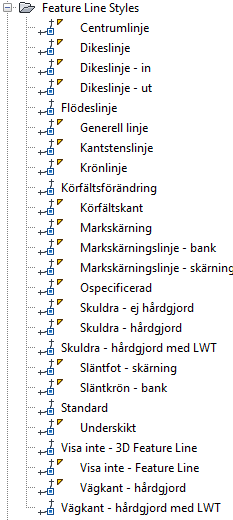 Feature Line Styles
Centrumlinje
Dikeslinje
Dikeslinje - in
Dikeslinje - ut
Flödeslinje
Generell linje
Kantstenslinje
Krönlinje
Körfältsförändring
Körfältskant
Markskärning
Markskärningslinje - bank
Markskärningslinje - skärning
Ospecificerad
Skuldra - ej hårdgjord
Skuldra - hårdgjord
Skuldra - hårdgjord med LWT
Släntfot - skärning
Släntkrön - bank
Standard
Underskikt
Visa inte - 3D Feature Line
Visa inte - Feature Line
Vägkant - hårdgjord
Vägkant - hårdgjord med LWT